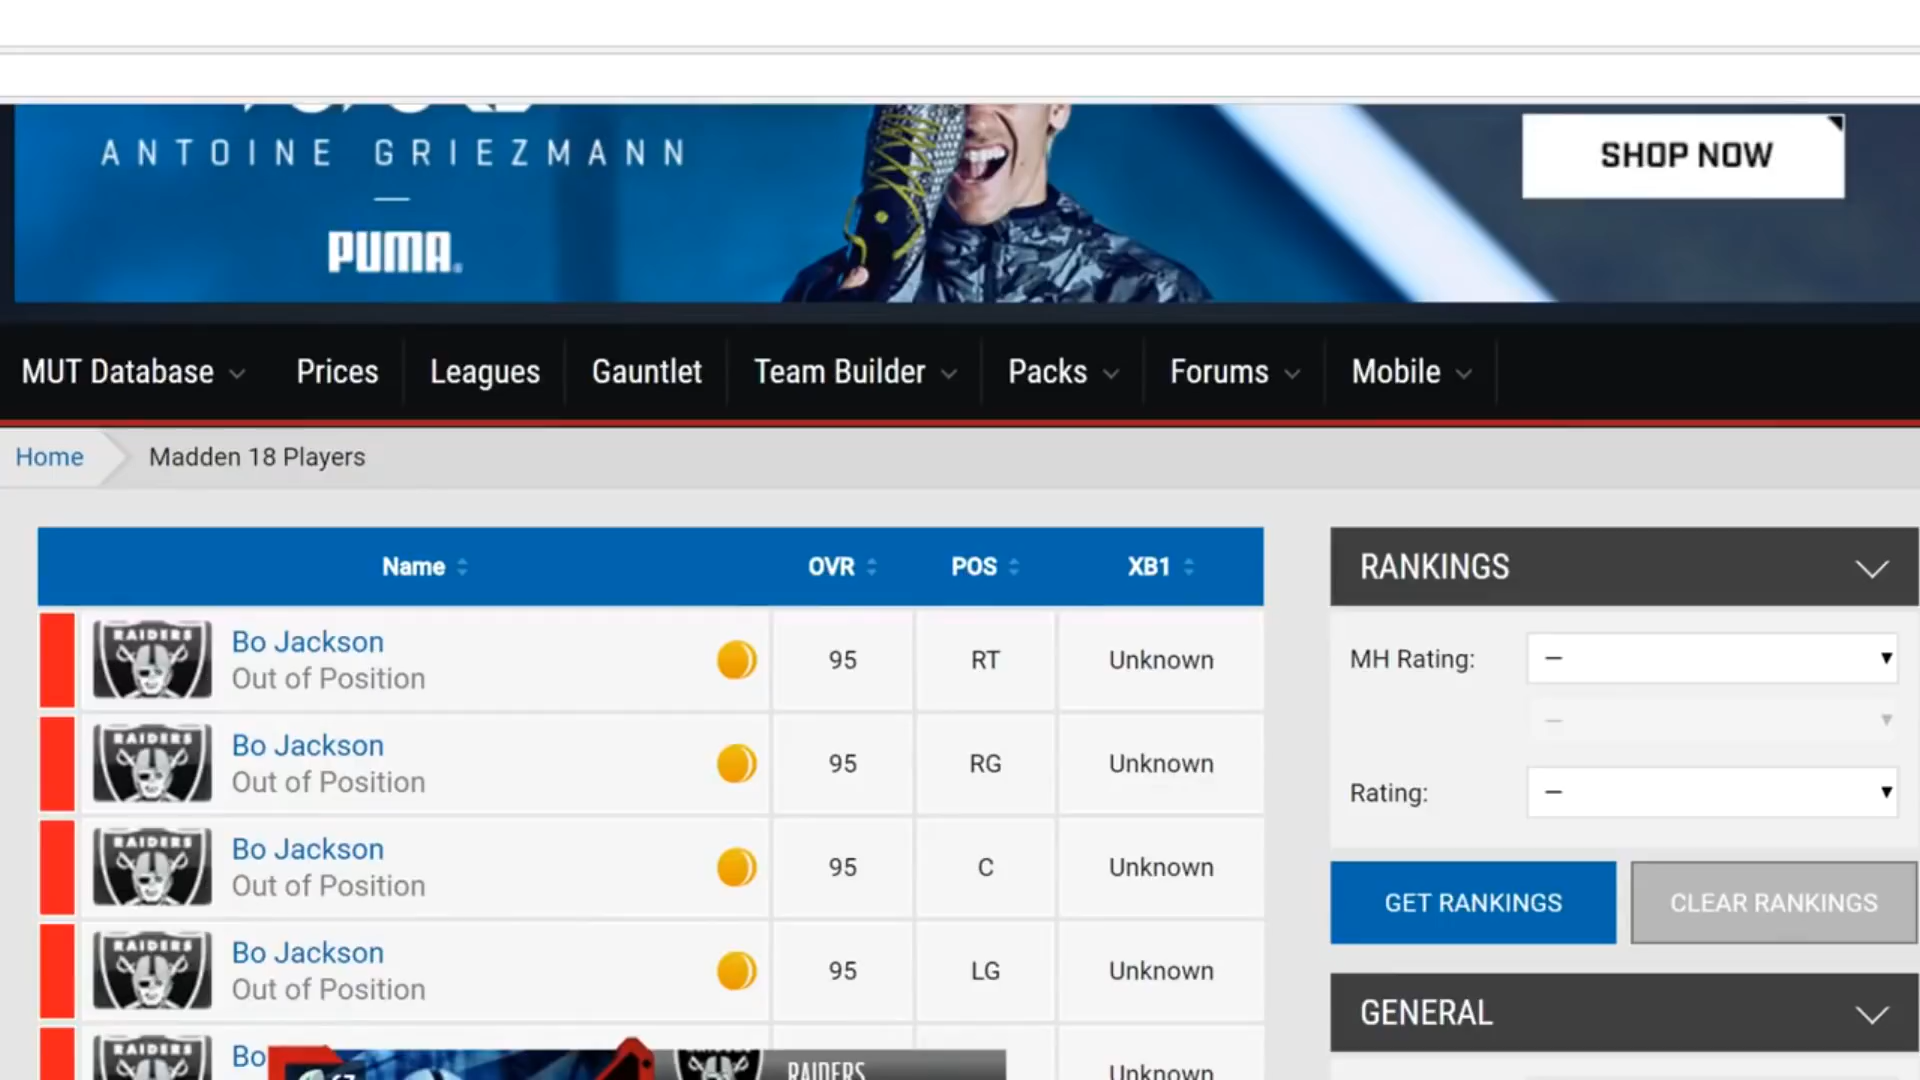 ANTOINE GRIEZMANN
PUMA
SHOP NOW
MUT Database Prices Leagues Gauntlet Team Builder Packs Forums Mobile
Home Madden 18 Players
Name OVR POS XB1
RAIDERS Bo Jackson
Out of Position 95 RT Unknown
RAIDERS Bo Jackson
Out of Position 95 RG Unknown
RAIDERS Bo Jackson
Out of Position 95 C Unknown
RAIDERS Bo Jackson
Out of Position 95 LG Unknown
RAIDERS Bo
Unknown
RAIDERS
RANKINGS
MH Rating: –
–
Rating: –
GET RANKINGS CLEAR RANKINGS
GENERAL